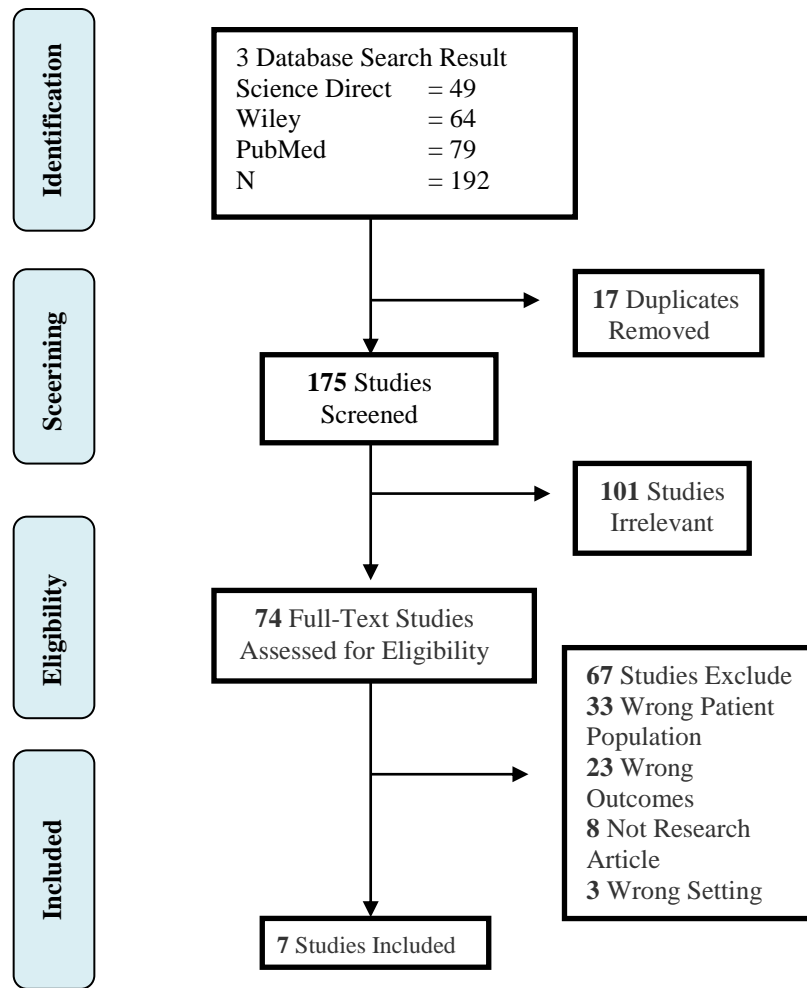 Identification
3 Database Search Result
Science Direct = 49
Wiley = 64
PubMed = 79
N = 192
17 Duplicates
Removed
Sceerining
175 Studies
Screened
101 Studies
Irrelevant
Eligibility
74 Full-Text Studies
Assessed for Eligibility
67 Studies Exclude
33 Wrong Patient
Population
23 Wrong
Outcomes
8 Not Research
Article
3 Wrong Setting
Included
7 Studies Included